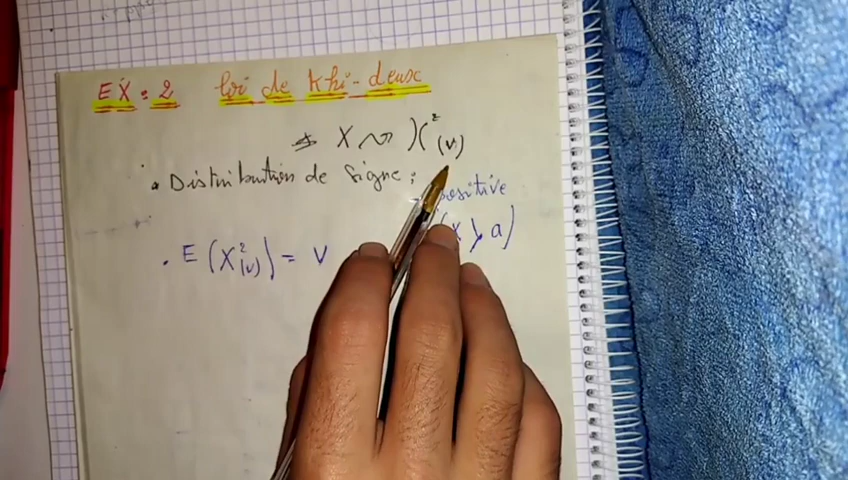 EX: 2 loi de Khi-deux
X ~ χ²(v)
• Distribution de Signe : positive
• E(X²(v)) = v (X > a)